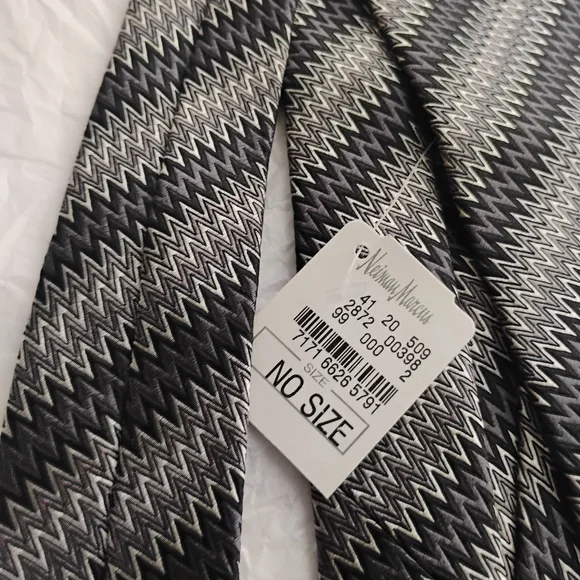 Neiman Marcus
41 20 509
2872 00398
99 000 2
7171 6626 5791
SIZE
NO SIZE